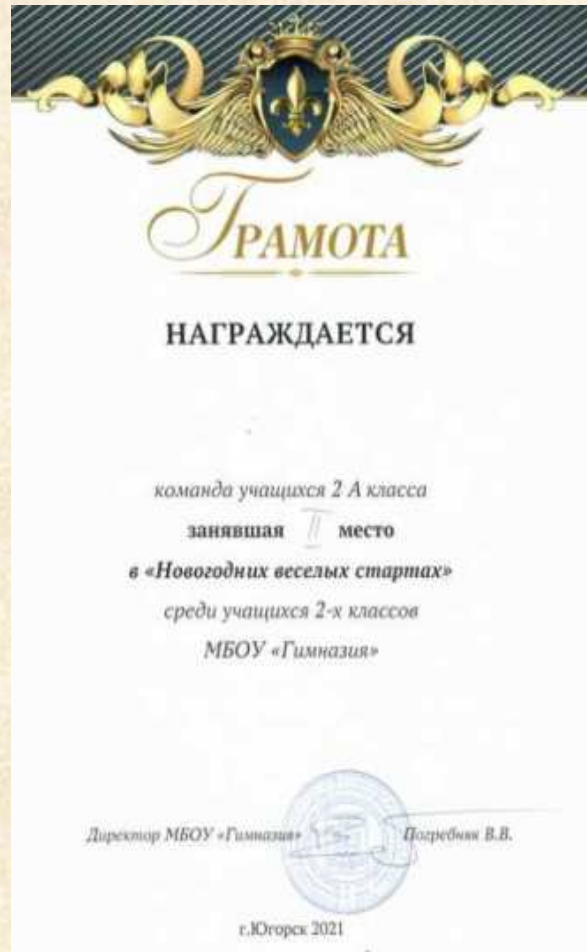 ГРАМОТА
НАГРАЖДАЕТСЯ
команда учащихся 2 А класса
занявшая II место
в «Новогодних веселых стартах»
среди учащихся 2-х классов
МБОУ «Гимназия»
Директор МБОУ «Гимназия» Погребняк В.В.
г.Югорск 2021